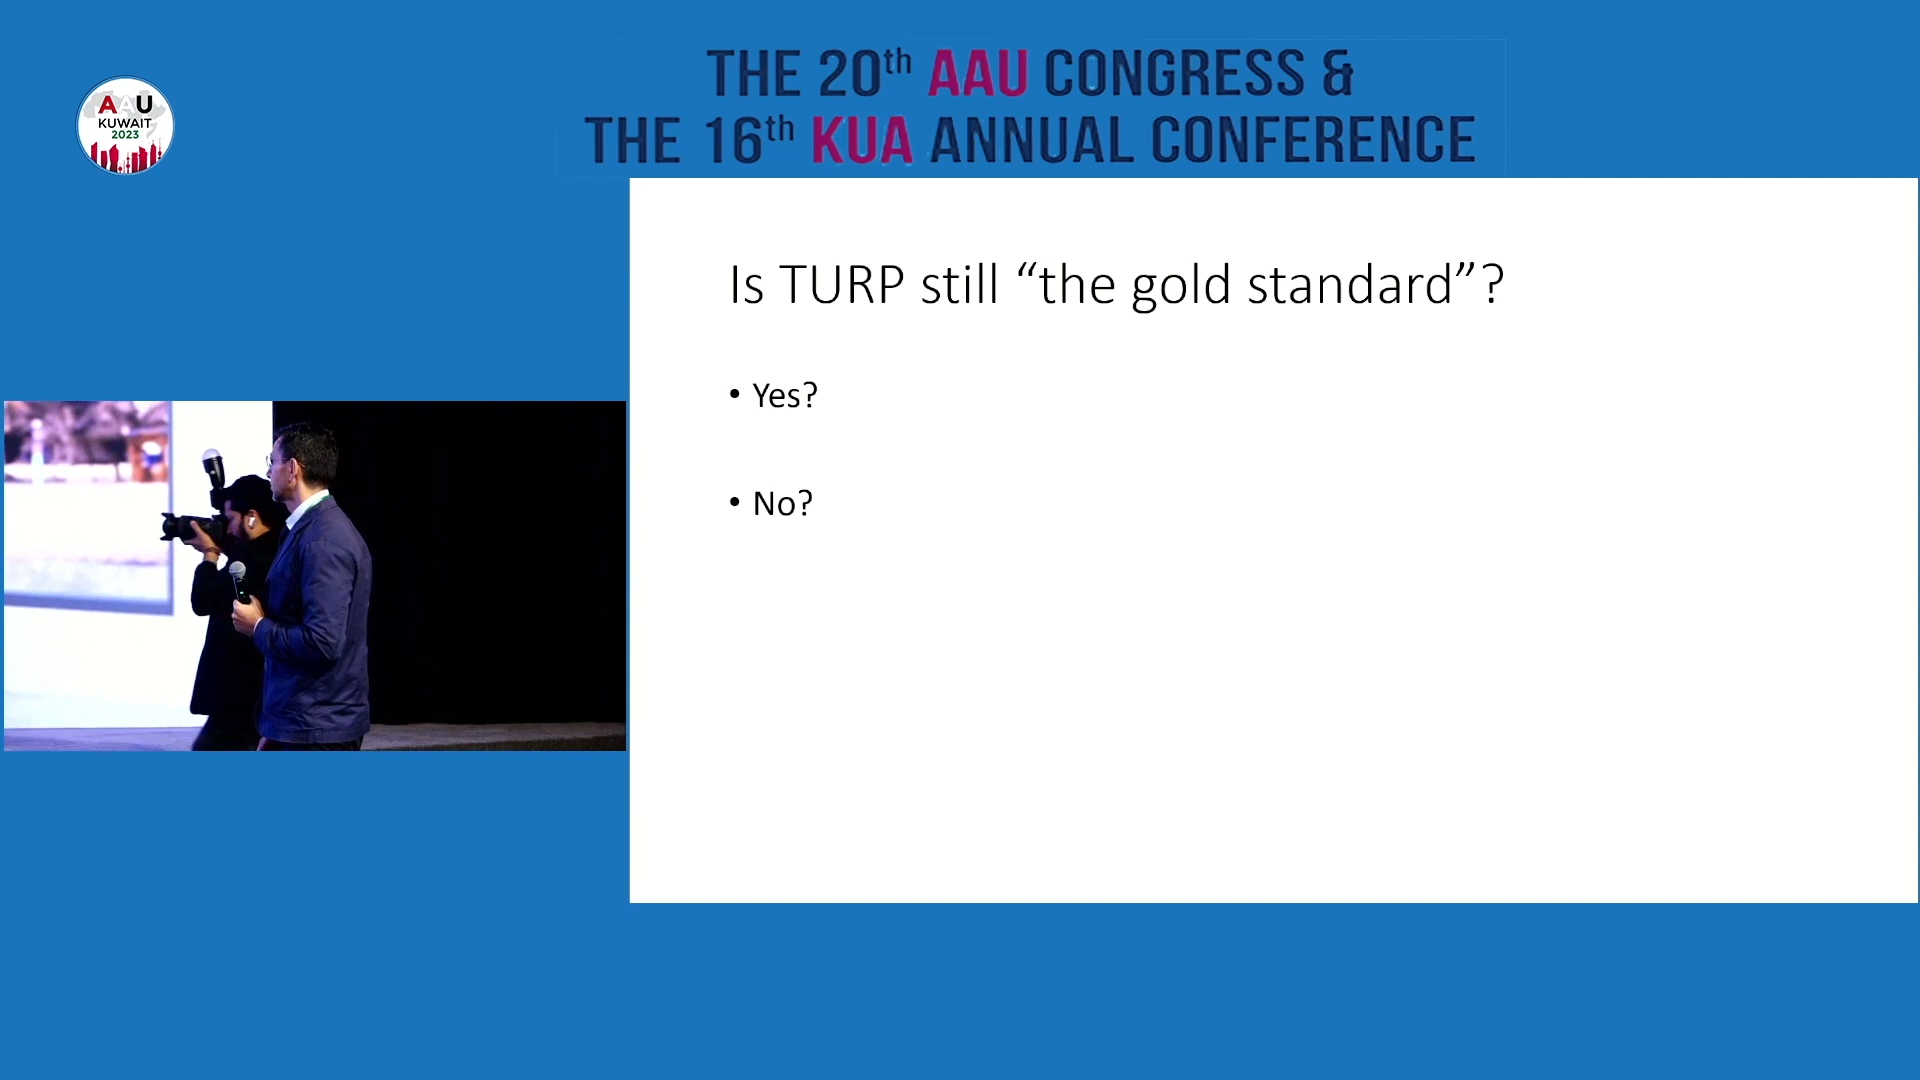 THE 20th AAU CONGRESS &
THE 16th KUA ANNUAL CONFERENCE
AAU
KUWAIT
2023
Is TURP still “the gold standard”?
• Yes?
• No?